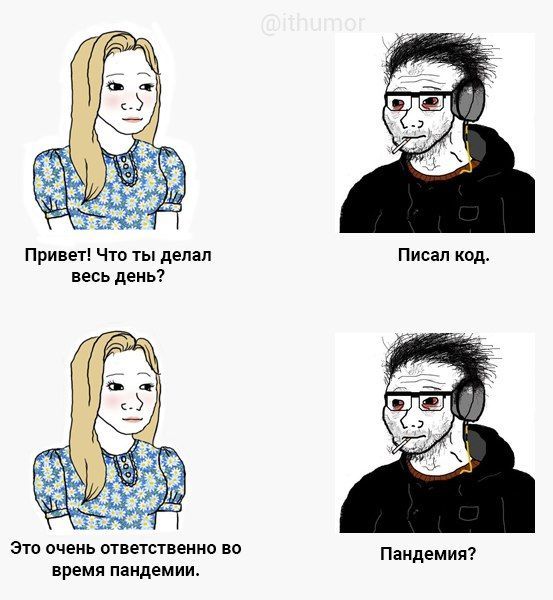 @ithumor
Привет! Что ты делал
весь день?
Писал код.
Это очень ответственно во
время пандемии.
Пандемия?